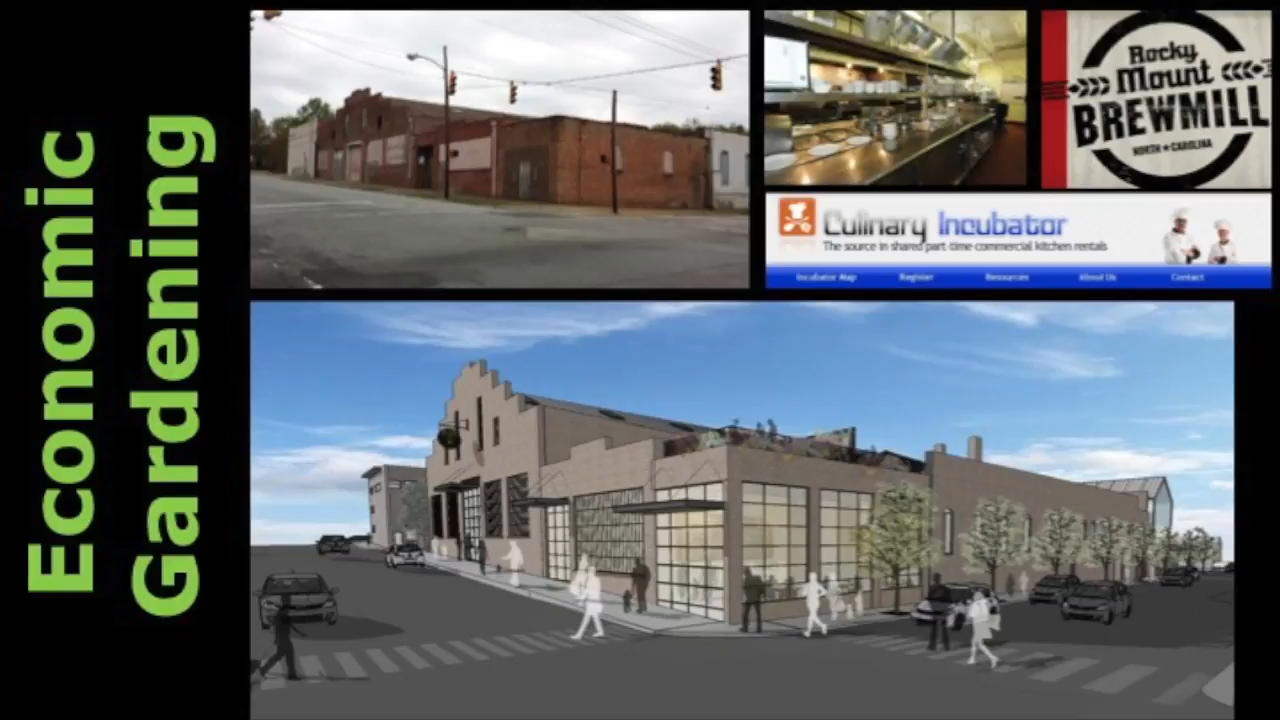 Economic
Gardening
Rocky
Mount
BREWMILL
NORTH ★ CAROLINA
Culinary Incubator
The source in shared part-time commercial kitchen rentals
Incubator Map Register Resources About Us Contact